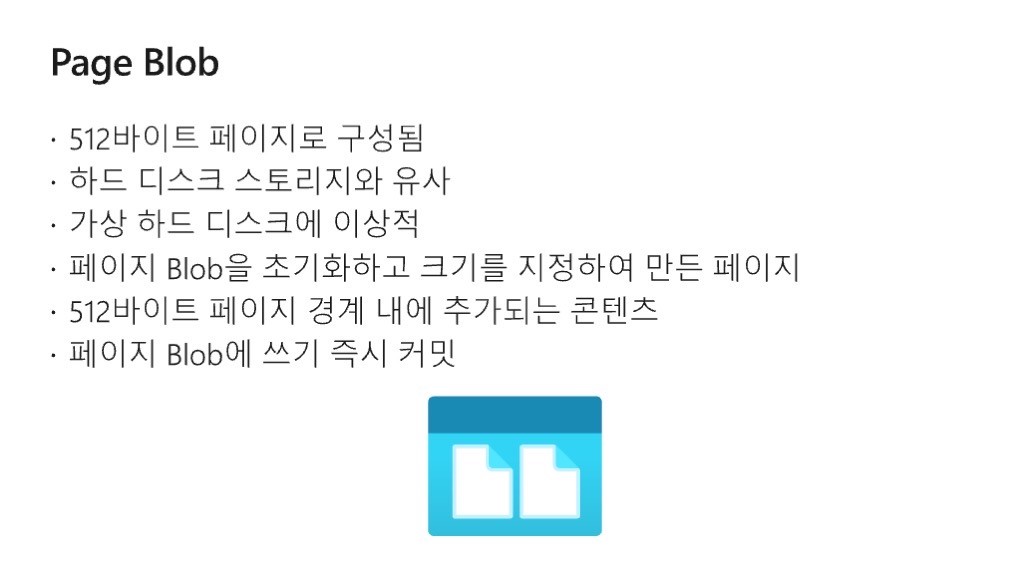 Page Blob
· 512바이트 페이지로 구성됨
· 하드 디스크 스토리지와 유사
· 가상 하드 디스크에 이상적
· 페이지 Blob을 초기화하고 크기를 지정하여 만든 페이지
· 512바이트 페이지 경계 내에 추가되는 콘텐츠
· 페이지 Blob에 쓰기 즉시 커밋